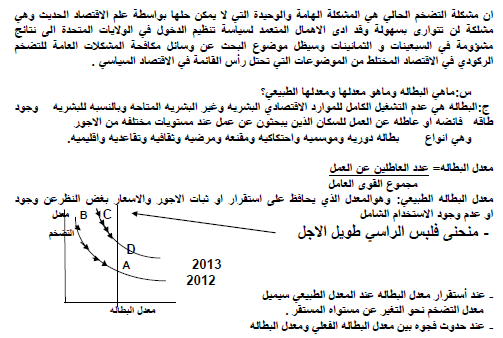 ان مشكلة التضخم الحالي هي المشكلة الهامة والوحيدة التي لا يمكن حلها بواسطة علم الاقتصاد الحديث وهي
مشلكة لن تتوارى بسهولة وقد ادى الاهمال المتعمد لسياسة تنظيم الدخول في الولايات المتحدة الى نتائج
مشؤومة في السبعينات و الثمانينات وسيظل موضوع البحث عن وسائل مكافحة المشكلات العامة للتضخم
الركودي في الاقتصاد المختلط من الموضوعات التي تحتل رأس القائمة في الاقتصاد السياسي .
س:ماهي البطاله وماهو معدلها ومعدلها الطبيعي؟
ج:البطاله هي عدم التشغيل الكامل للموارد الاقتصادي البشريه وغير البشريه المتاحه وبالنسبه للبشريه وجود
طاقه فائضه او عاطله عن العمل للسكان الذين يبحثون عن عمل عند مستويات مختلفه من الاجور
وهي انواع بطاله دوريه وموسميه واحتكاكيه ومقنعه ومرضيه وثقافيه وتقاعديه واقليميه.
معدل البطاله= عدد العاطلين عن العمل
مجموع القوى العامل
معدل البطاله الطبيعي: وهوالمعدل الذي يحافظ على استقرار او ثبات الاجور والاسعار بغض النظرعن وجود
او عدم وجود الاستخدام الشامل
معدل
التضخم
B
C
D
A
- منحنى فلبس الراسي طويل الاجل
2013
2012
معدل البطاله
- عند أستقرار معدل البطاله عند المعدل الطبيعي سيميل
معدل التضخم نحو التغير عن مستواه المستقر .
- عند حدوث فجوه بين معدل البطاله الفعلي ومعدل البطاله